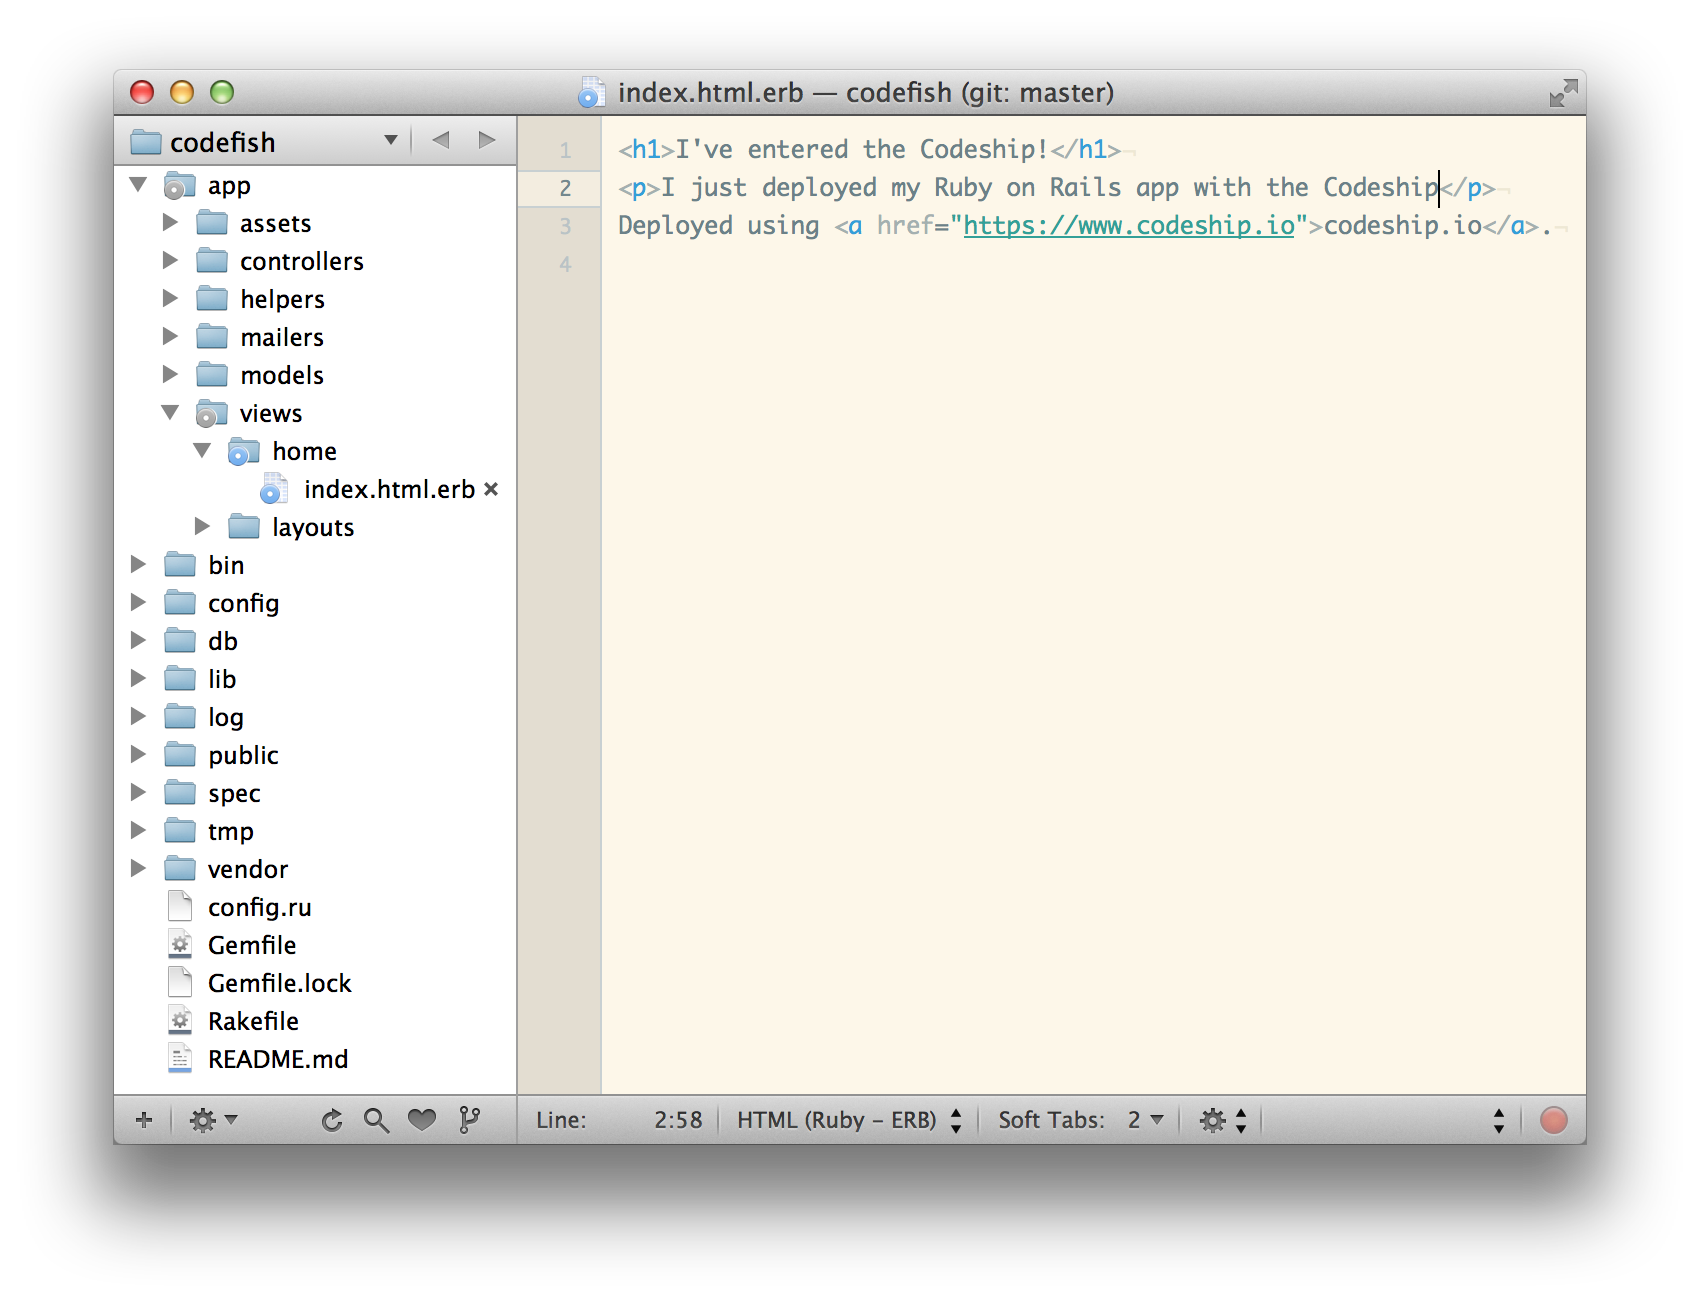 index.html.erb — codefish (git: master)
codefish
app
assets
controllers
helpers
mailers
models
views
home
index.html.erb
layouts
bin
config
db
lib
log
public
spec
tmp
vendor
config.ru
Gemfile
Gemfile.lock
Rakefile
README.md
1 <h1>I've entered the Codeship!</h1>¬
2 <p>I just deployed my Ruby on Rails app with the Codeship</p>¬
3 Deployed using <a href="https://www.codeship.io">codeship.io</a>.¬
4
Line: 2:58 HTML (Ruby – ERB) Soft Tabs: 2